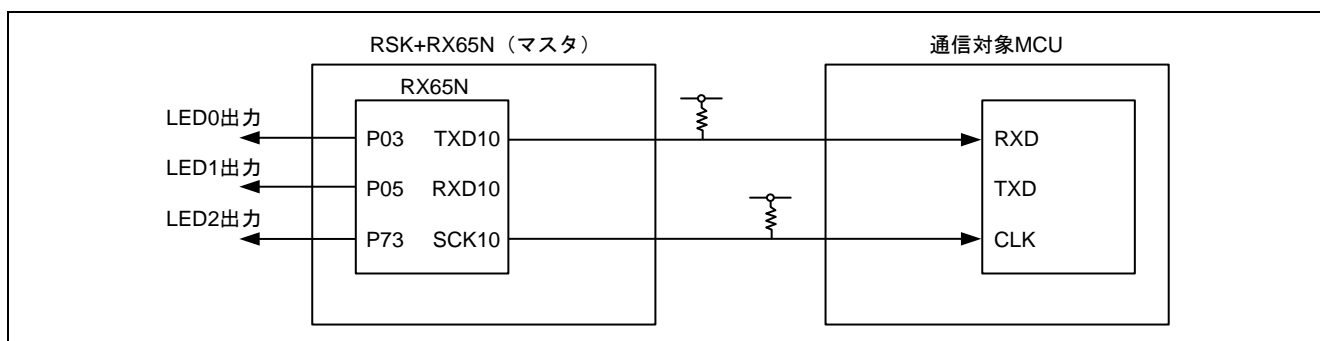 RSK+RX65N（マスタ）
通信対象MCU
RX65N
LED0出力
P03
TXD10
RXD
LED1出力
P05
RXD10
TXD
LED2出力
P73
SCK10
CLK